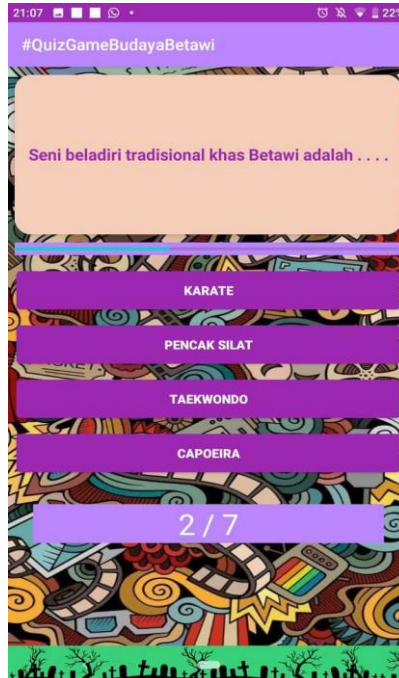 21:07 22%
#QuizGameBudayaBetawi
Seni beladiri tradisional khas Betawi adalah . . . .
KARATE
PENCAK SILAT
TAEKWONDO
CAPOEIRA
2 / 7